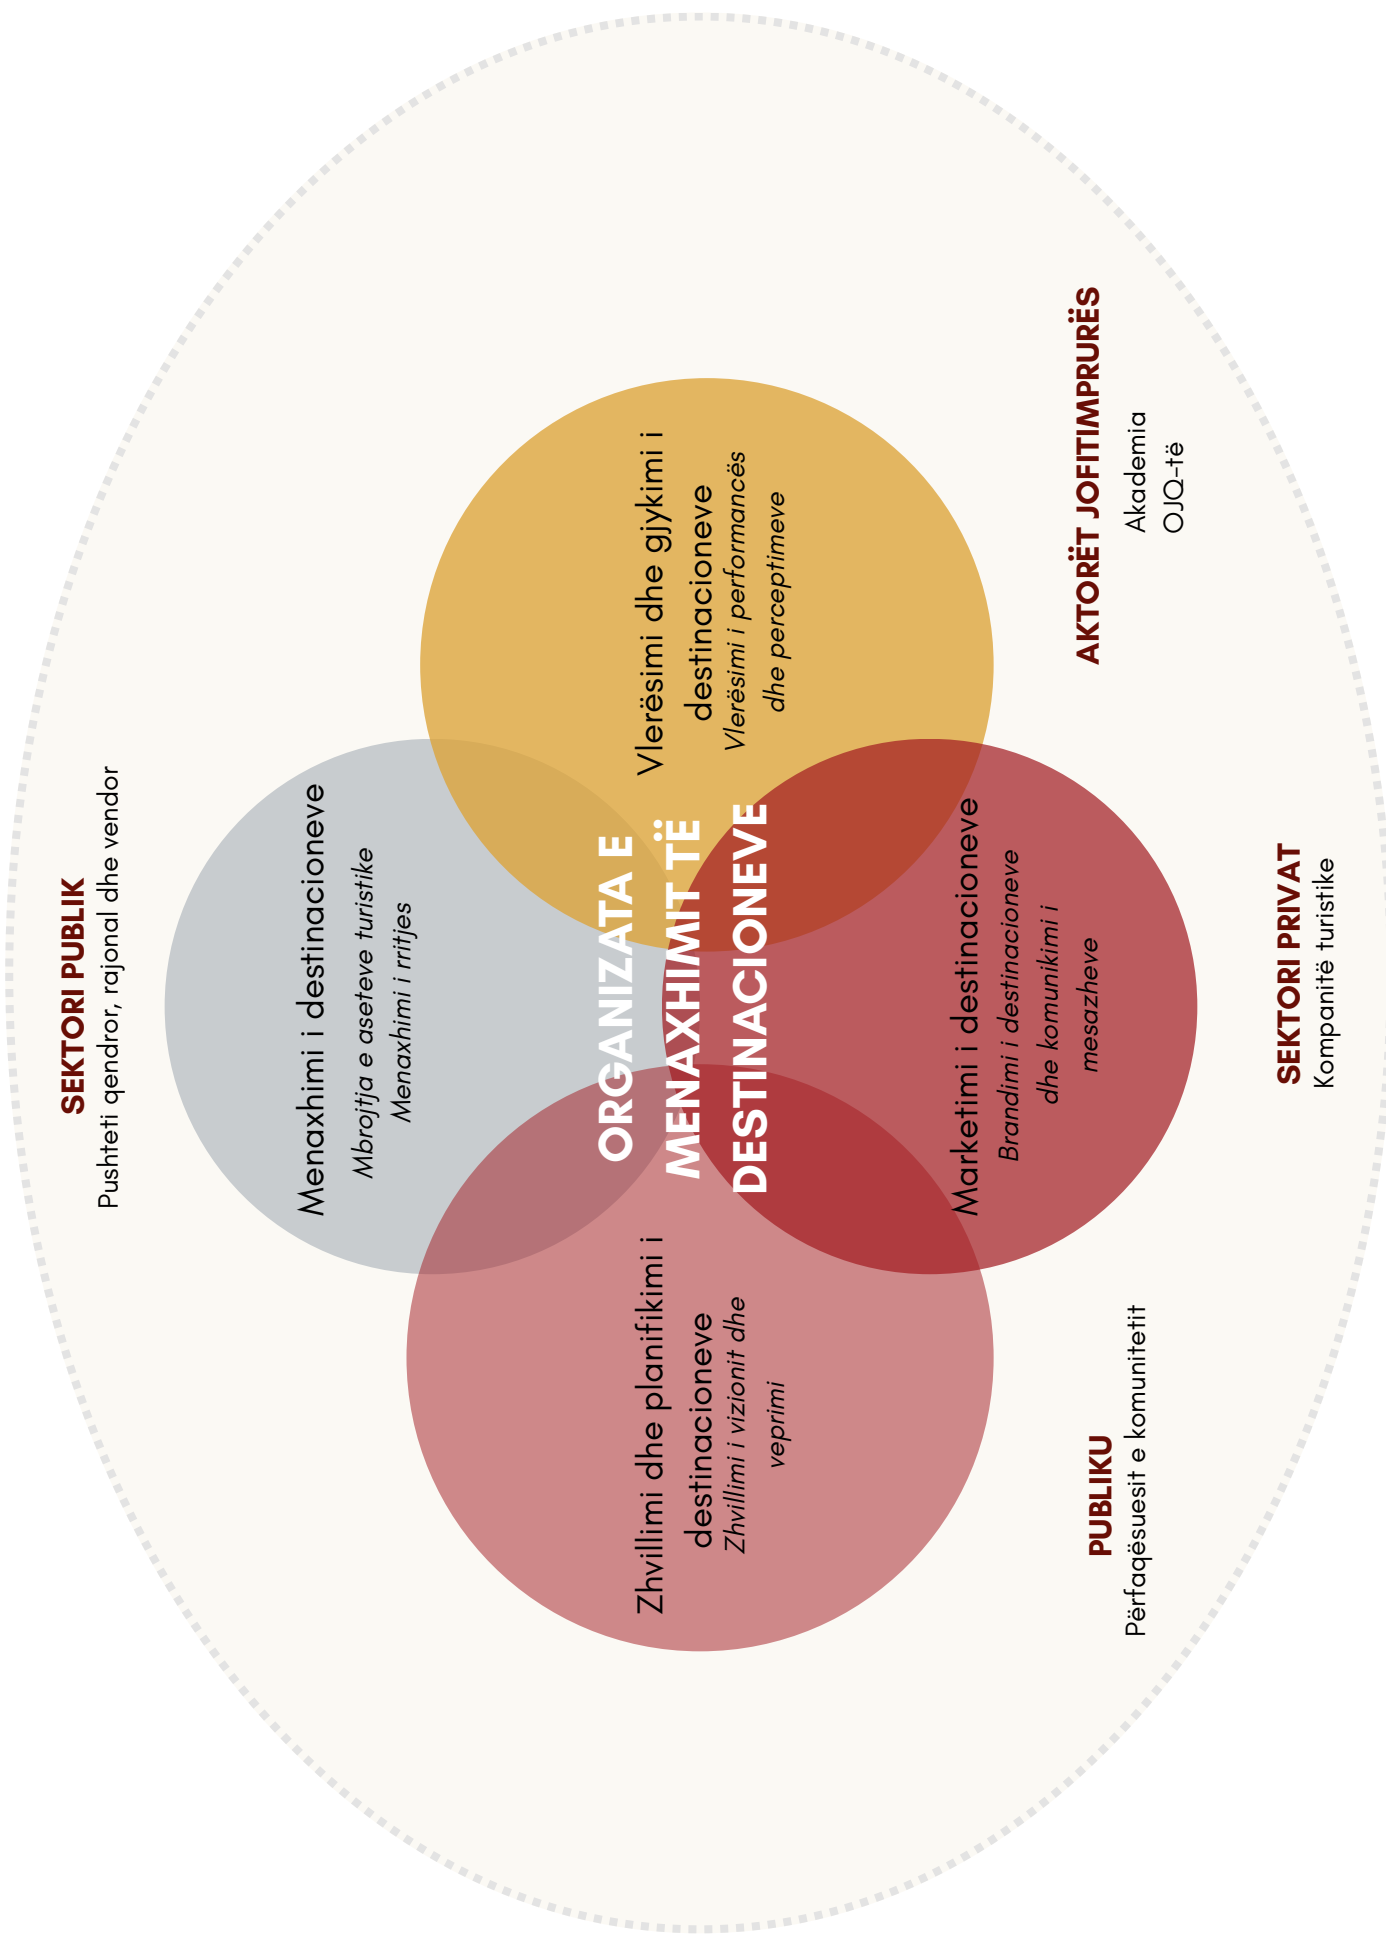 SEKTORI PUBLIK
Pushteti qendror, rajonal dhe vendor
Menaxhimi i destinacioneve
Mbrojtja e aseteve turistike
Menaxhimi i rritjes
Zhvillimi dhe planifikimi i
destinacioneve
Zhvillimi i vizionit dhe
veprimi
ORGANIZATA E
MENAXHIMIT TË
DESTINACIONEVE
Vlerësimi dhe gjykimi i
destinacioneve
Vlerësimi i performancës
dhe perceptimeve
Marketimi i destinacioneve
Brandimi i destinacioneve
dhe komunikimi i
mesazheve
PUBLIKU
Përfaqësuesit e komunitetit
AKTORËT JOFITIMPRURËS
Akademia
OJQ-të
SEKTORI PRIVAT
Kompanitë turistike